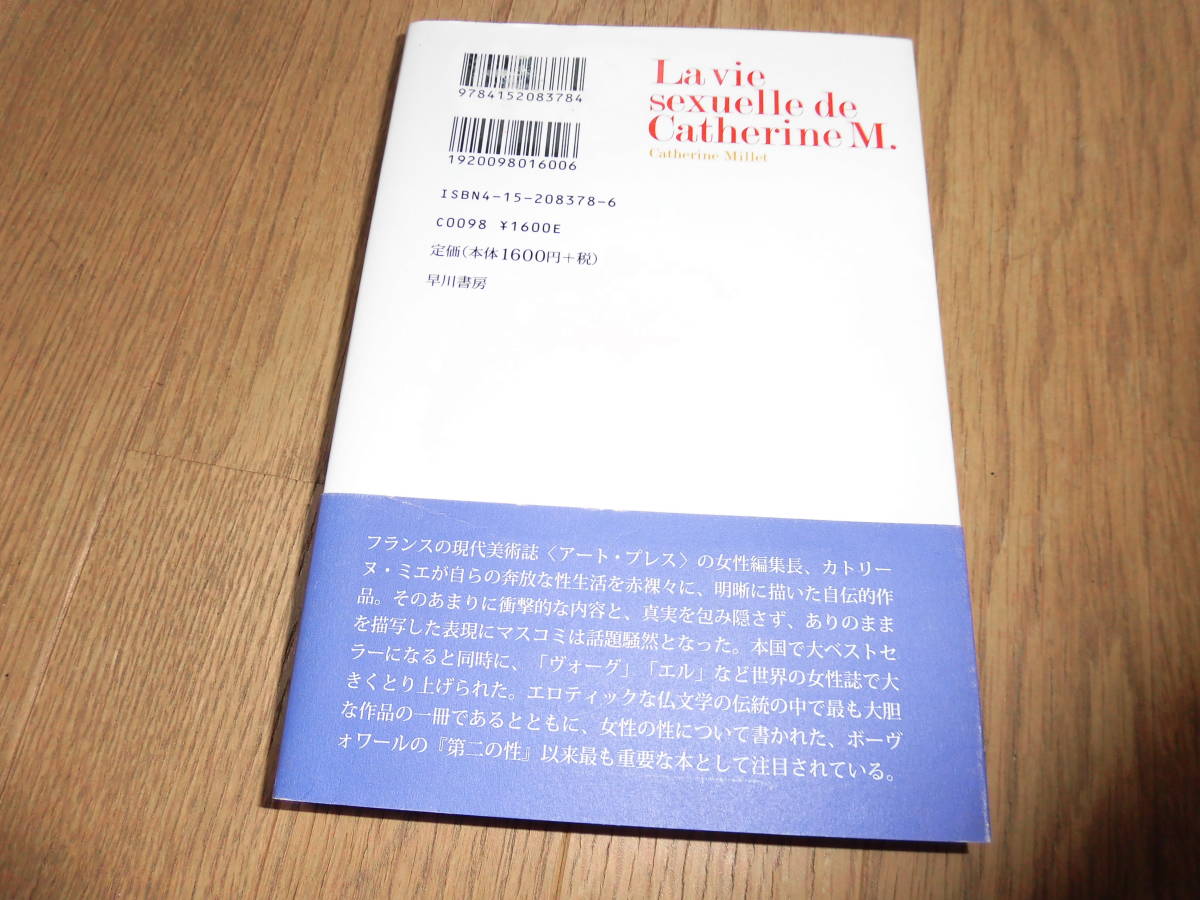 9784152083784
1920098016006
ISBN4-15-208378-6
C0098 ¥1600E
定価(本体1600円+税)
早川書房
La vie
sexuelle de
Catherine M.
Catherine Millet
フランスの現代美術誌〈アート・プレス〉の女性編集長、カトリー
ヌ・ミエが自らの奔放な性生活を赤裸々に、明晰に描いた自伝的作
品。そのあまりに衝撃的な内容と、真実を包み隠さず、ありのまま
を描写した表現にマスコミは話題騒然となった。本国で大ベストセ
ラーになると同時に、「ヴォーグ」「エル」など世界の女性誌で大
きくとり上げられた。エロティックな仏文学の伝統の中で最も大胆
な作品の一冊であるとともに、女性の性について書かれた、ボーヴ
ォワールの『第二の性』以来最も重要な本として注目されている。